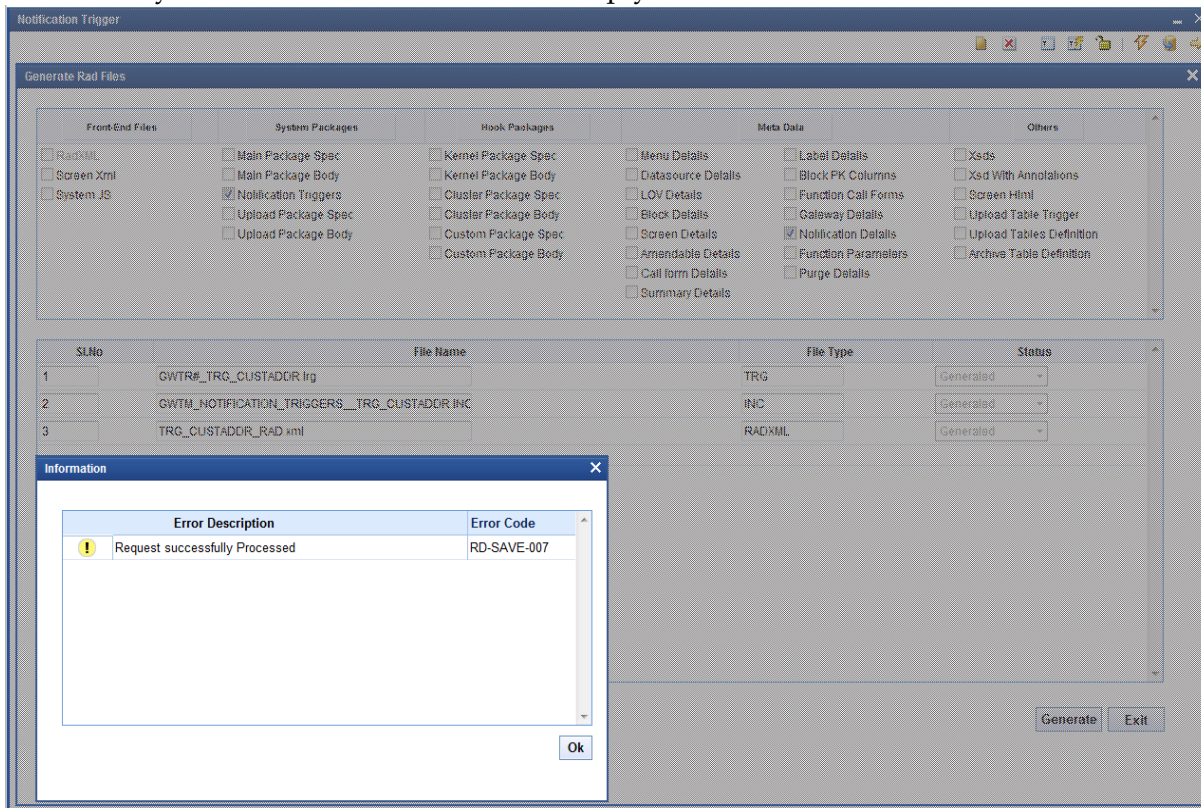 Notification Trigger
Generate Rad Files
Front-End Files System Packages Hook Packages Meta Data Others
RadXML Main Package Spec Kernel Package Spec Menu Details Label Details Xsds
Screen Xml Main Package Body Kernel Package Body Datasource Details Block PK Columns Xsd With Annotations
System JS Notification Triggers Cluster Package Spec LOV Details Function Call Forms Screen Html
Upload Package Spec Cluster Package Body Block Details Gateway Details Upload Table Trigger
Upload Package Body Custom Package Spec Screen Details Notification Details Upload Tables Definition
Custom Package Body Amendable Details Function Parameters Archive Table Definition
Call form Details Purge Details
Summary Details
Sl.No File Name File Type Status
1 GWTR#_TRG_CUSTADDR.trg TRG Generated
2 GWTM_NOTIFICATION_TRIGGERS__TRG_CUSTADDR.INC INC Generated
3 TRG_CUSTADDR_RAD.xml RADXML Generated
Information
Error Description Error Code
Request successfully Processed RD-SAVE-007
Ok
Generate Exit